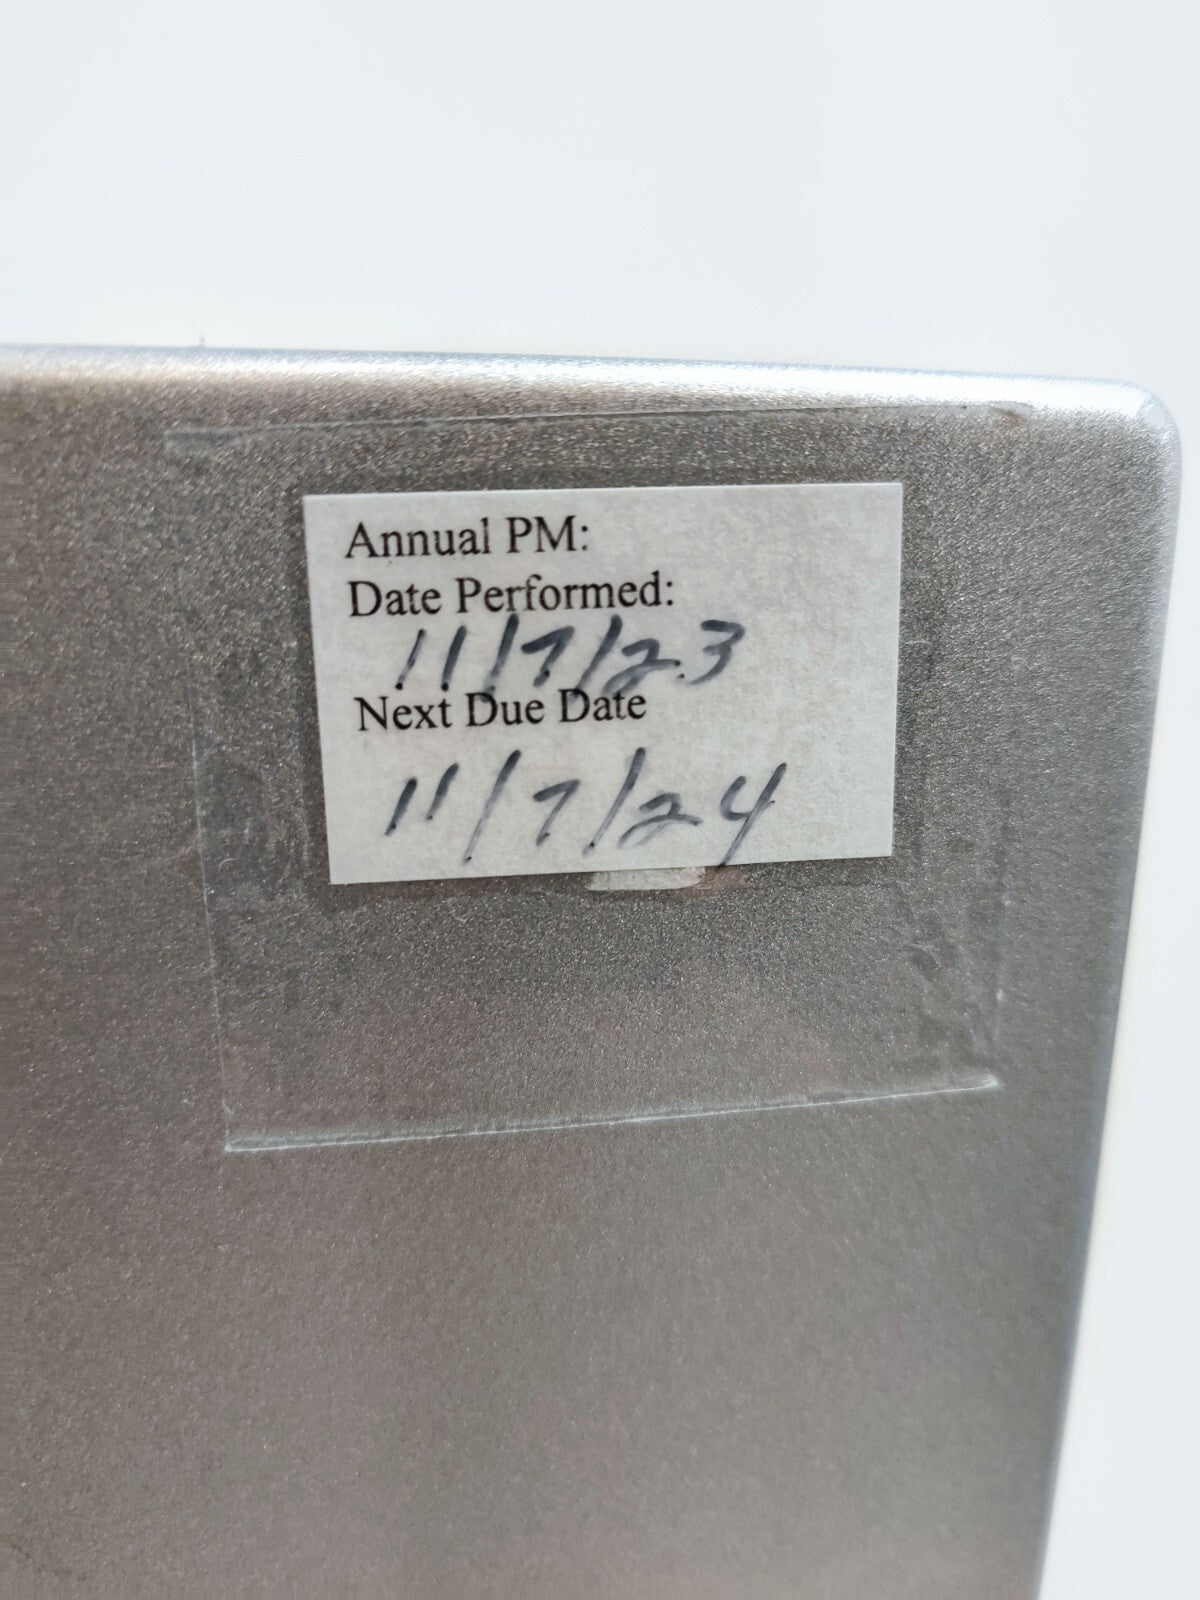 Annual PM:
Date Performed:
11/7/23
Next Due Date
11/7/24